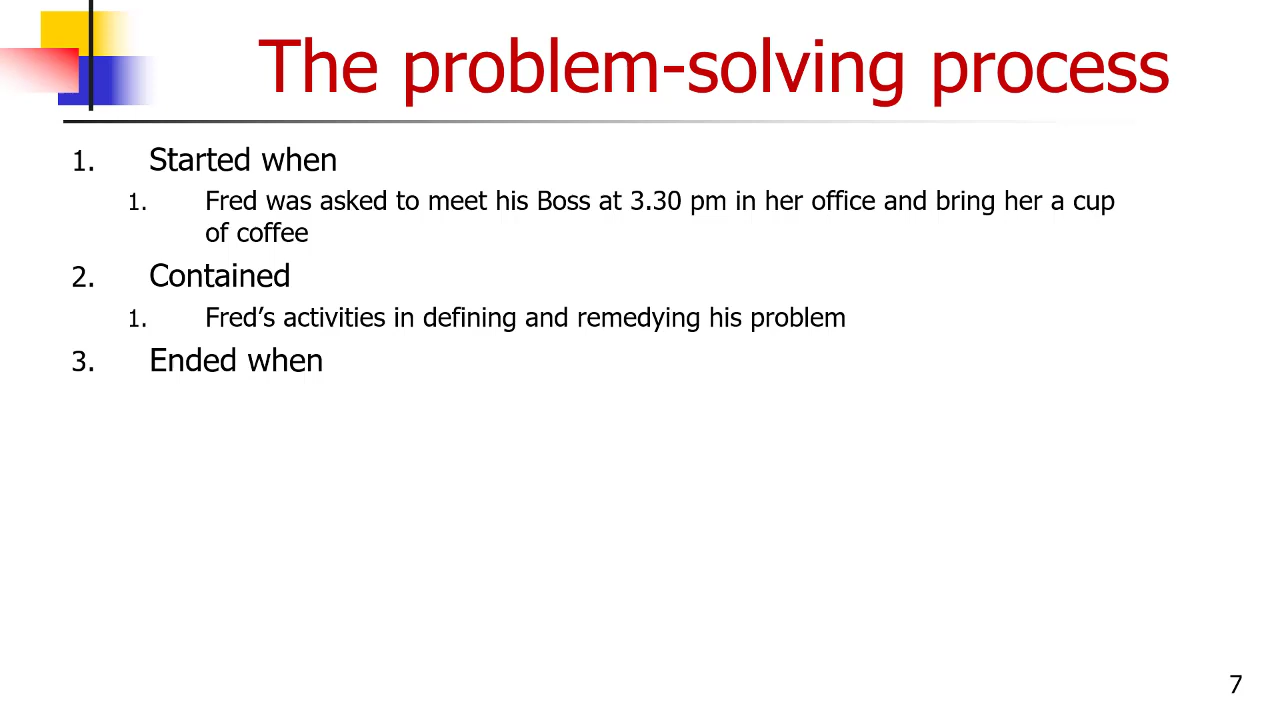 The problem-solving process
1. Started when
1. Fred was asked to meet his Boss at 3.30 pm in her office and bring her a cup
of coffee
2. Contained
1. Fred’s activities in defining and remedying his problem
3. Ended when
7